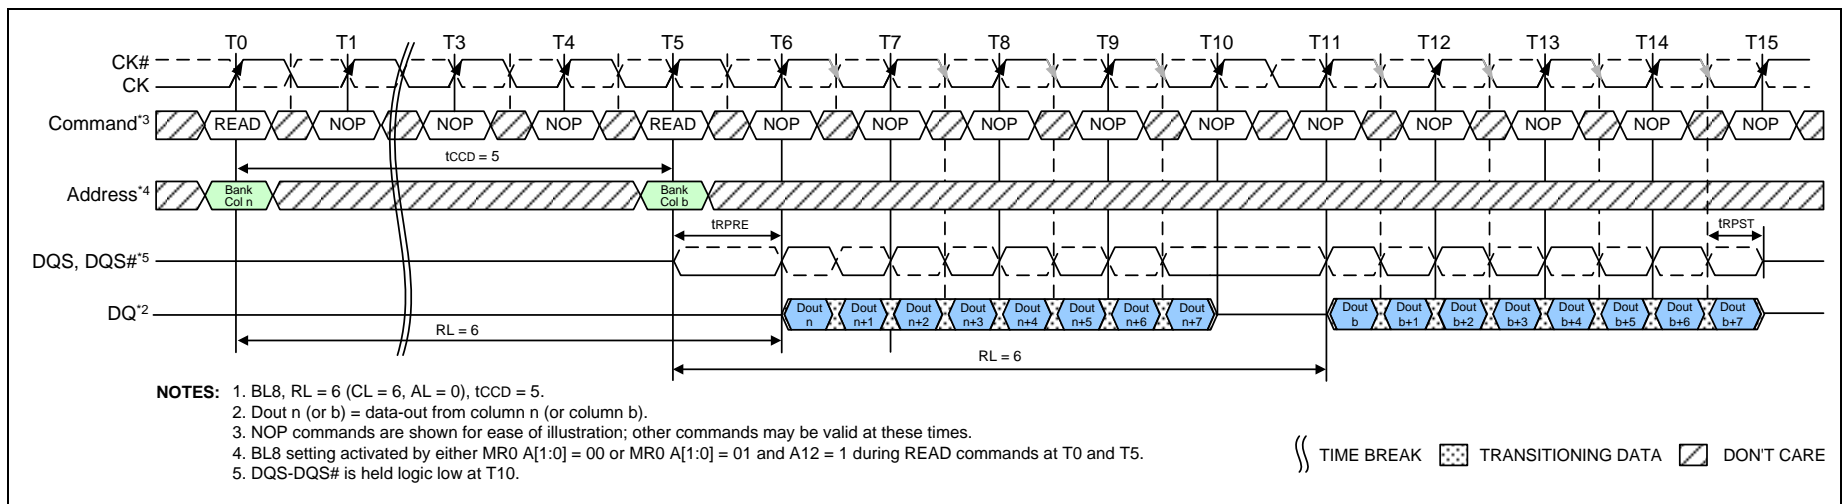 T0 T1 T3 T4 T5 T6 T7 T8 T9 T10 T11 T12 T13 T14 T15
CK#
CK
Command*3 READ NOP NOP NOP READ NOP NOP NOP NOP NOP NOP NOP NOP NOP NOP
tCCD = 5
Address*4 Bank Col n Bank Col b
tRPRE tRPST
DQS, DQS#*5
DQ*2 Dout n Dout n+1 Dout n+2 Dout n+3 Dout n+4 Dout n+5 Dout n+6 Dout n+7 Dout b Dout b+1 Dout b+2 Dout b+3 Dout b+4 Dout b+5 Dout b+6 Dout b+7
RL = 6
RL = 6
NOTES: 1. BL8, RL = 6 (CL = 6, AL = 0), tCCD = 5.
2. Dout n (or b) = data-out from column n (or column b).
3. NOP commands are shown for ease of illustration; other commands may be valid at these times.
4. BL8 setting activated by either MR0 A[1:0] = 00 or MR0 A[1:0] = 01 and A12 = 1 during READ commands at T0 and T5.
5. DQS-DQS# is held logic low at T10.
TIME BREAK TRANSITIONING DATA DON'T CARE